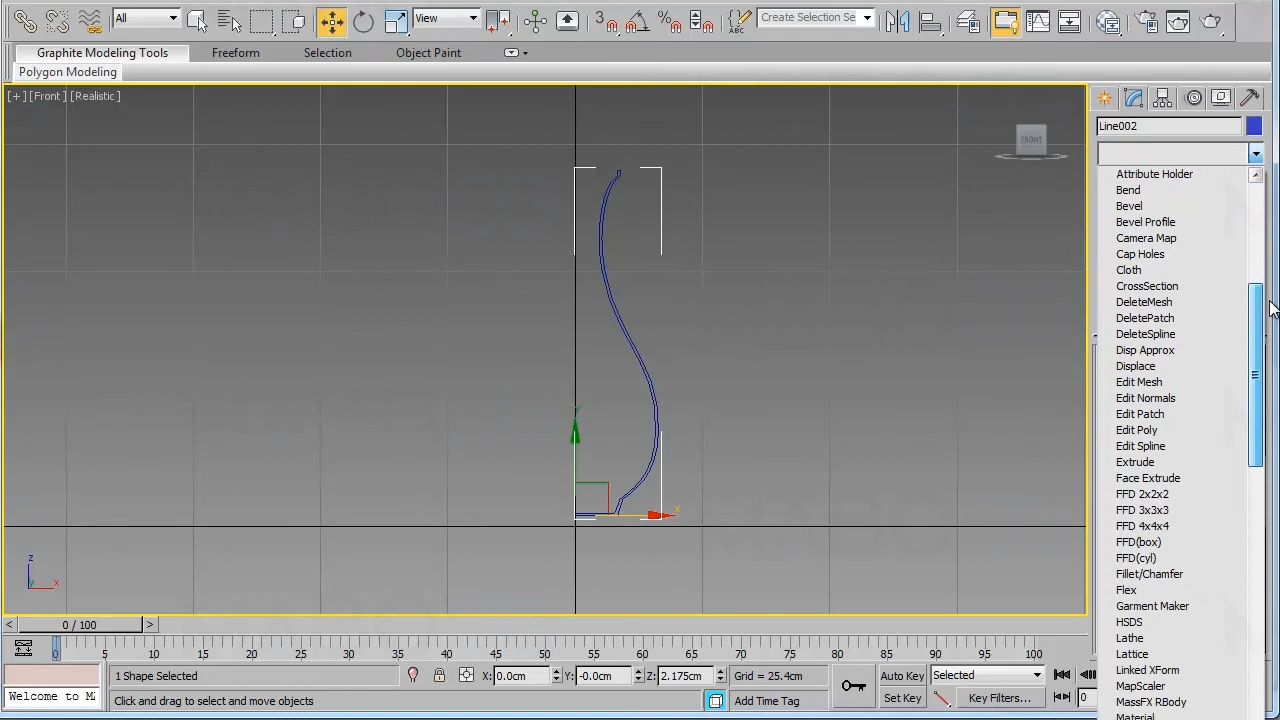 All
View
3
ABC
Create Selection Se
Graphite Modeling Tools
Freeform
Selection
Object Paint
Polygon Modeling
[+] [Front] [Realistic]
FRONT
Line002
Attribute Holder
Bend
Bevel
Bevel Profile
Camera Map
Cap Holes
Cloth
CrossSection
DeleteMesh
DeletePatch
DeleteSpline
Disp Approx
Displace
Edit Mesh
Edit Normals
Edit Patch
Edit Poly
Edit Spline
Extrude
Face Extrude
FFD 2x2x2
FFD 3x3x3
FFD 4x4x4
FFD(box)
FFD(cyl)
Fillet/Chamfer
Flex
Garment Maker
HSDS
Lathe
Lattice
Linked XForm
MapScaler
MassFX RBody
Material
y
x
z
y
x
< 0 / 100 >
0 5 10 15 20 25 30 35 40 45 50 55 60 65 70 75 80 85 90 95 100
1 Shape Selected
X: 0.0cm
Y: -0.0cm
Z: 2.175cm
Grid = 25.4cm
Auto Key
Selected
Welcome to MA
Click and drag to select and move objects
Add Time Tag
Set Key
Key Filters...
0